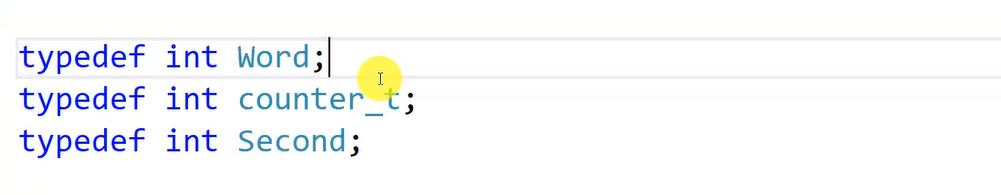 typedef int Word;
typedef int counter_t;
typedef int Second;